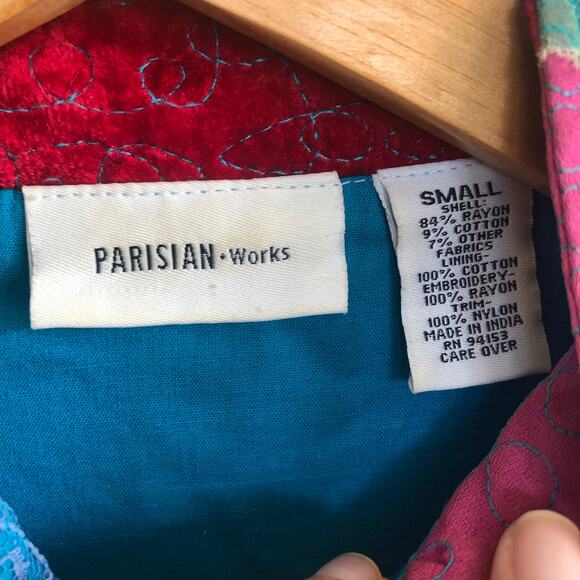 PARISIAN • Works
SMALL
SHELL:
84% RAYON
9% COTTON
7% OTHER
FABRICS
LINING-
100% COTTON
EMBROIDERY-
100% RAYON
TRIM-
100% NYLON
MADE IN INDIA
RN 94153
CARE OVER